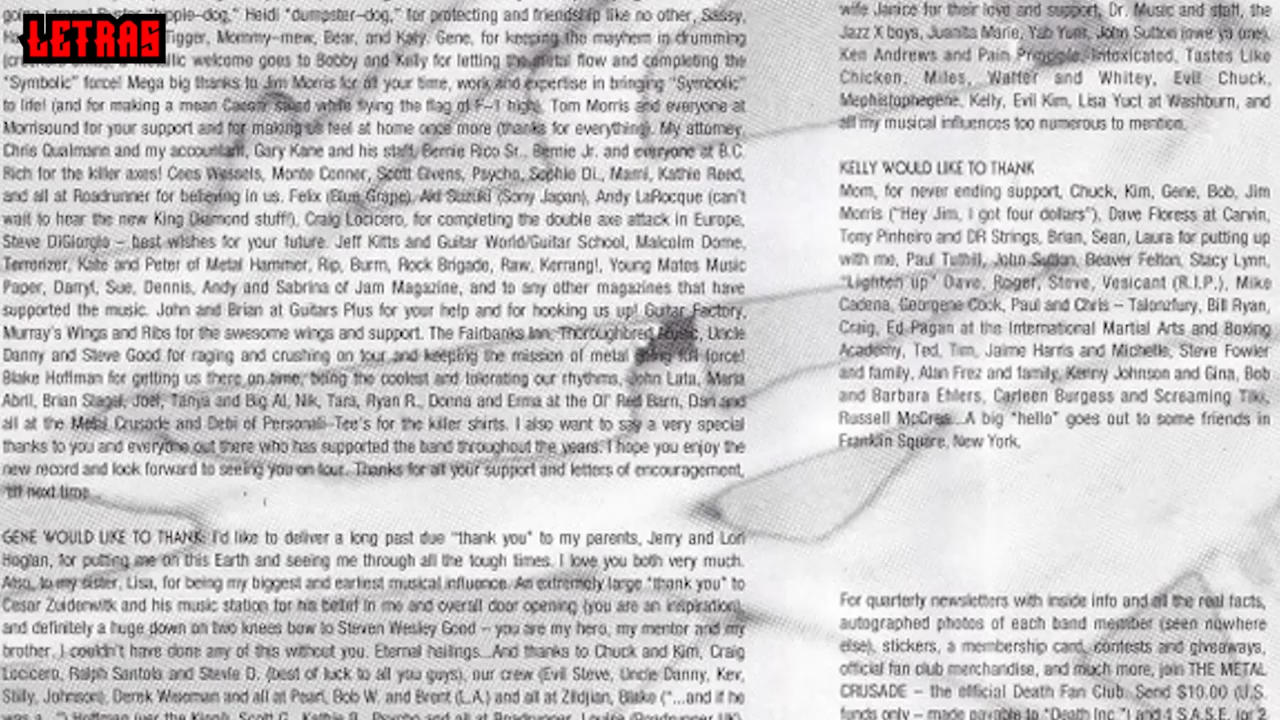 LETRAS
going stress! Buster "hippie-dog," Heidi "dumpster-dog," for protecting and friendship like no other, Sassy,
Tigger, Mommy-mew, Bear, and Katy. Gene, for keeping the mayhem in drumming
metallic welcome goes to Bobby and Kelly for letting the metal flow and completing the
"Symbolic" force! Mega big thanks to Jim Morris for all your time, work and expertise in bringing "Symbolic"
to life! (and for making a mean Caesar salad while flying the flag of F-1 high). Tom Morris and everyone at
Morrisound for your support and for making us feel at home once more (thanks for everything). My attorney,
Chris Qualmann and my accountant, Gary Kane and his staff, Bernie Rico Sr., Bernie Jr. and everyone at B.C.
Rich for the killer axes! Cees Wessels, Monte Conner, Scott Givens, Psycho, Sophie Di., Mami, Kathie Reed,
and all at Roadrunner for believing in us. Felix (Blue Grape), Aki Suzuki (Sony Japan), Andy LaRocque (can't
wait to hear the new King Diamond stuff!), Craig Locicero, for completing the double axe attack in Europe,
Steve DiGiorgio – best wishes for your future. Jeff Kitts and Guitar World/Guitar School, Malcolm Dome,
Terrorizer, Kate and Peter of Metal Hammer, Rip, Burrn, Rock Brigade, Raw, Kerrang!, Young Mates Music
Paper, Darryl, Sue, Dennis, Andy and Sabrina of Jam Magazine, and to any other magazines that have
supported the music. John and Brian at Guitars Plus for your help and for hooking us up! Guitar Factory,
Murray's Wings and Ribs for the awesome wings and support. The Fairbanks Inn, Thoroughbred Music, Uncle
Danny and Steve Good for raging and crushing on tour and keeping the mission of metal going full force!
Blake Hoffman for getting us there on time, being the coolest and tolerating our rhythms, John Lata, Maria
Abril, Brian Slagel, Joel, Tanya and Big Al, Nik, Tara, Ryan R., Donna and Erma at the Ol' Red Barn, Dan and
all at the Metal Crusade and Debi of Personali-Tee's for the killer shirts. I also want to say a very special
thanks to you and everyone out there who has supported the band throughout the years. I hope you enjoy the
new record and look forward to seeing you on tour. Thanks for all your support and letters of encouragement,
'till next time...
GENE WOULD LIKE TO THANK: I'd like to deliver a long past due "thank you" to my parents, Jerry and Lori
Hoglan, for putting me on this Earth and seeing me through all the tough times. I love you both very much.
Also, to my sister, Lisa, for being my biggest and earliest musical influence. An extremely large "thank you" to
Cesar Zuiderwitk and his music station for his belief in me and overall door opening (you are an inspiration),
and definitely a huge down on two knees bow to Steven Wesley Good – you are my hero, my mentor and my
brother. I couldn't have done any of this without you. Eternal hailings...And thanks to Chuck and Kim, Craig
Locicero, Ralph Santolla and Stevie D. (best of luck to all you guys), our crew (Evil Steve, Uncle Danny, Kev,
Stilly, Johnson), Derek Wiseman and all at Pearl, Bob W. and Brent (L.A.) and all at Zildjian, Blake ("...and if he
was a...") Hoffman (yer the King), Scott G., Kathie R., Psycho and all at Roadrunner, Louise (Roadrunner UK),
wife Janice for their love and support, Dr. Music and staff, the
Jazz X boys, Juanita Marie, Yab Yum, John Sutton (owe ya one),
Ken Andrews and Pain Principle, Intoxicated, Tastes Like
Chicken, Miles, Walter and Whitey, Evil Chuck,
Mephistophegene, Kelly, Evil Kim, Lisa Yuct at Washburn, and
all my musical influences too numerous to mention.
KELLY WOULD LIKE TO THANK
Mom, for never ending support, Chuck, Kim, Gene, Bob, Jim
Morris ("Hey Jim, I got four dollars"), Dave Floress at Carvin,
Tony Pinheiro and DR Strings, Brian, Sean, Laura for putting up
with me, Paul Tuthill, John Sutton, Beaver Felton, Stacy Lynn,
"Lighten up" Dave, Roger, Steve, Vesicant (R.I.P.), Mike
Cadena, Georgene Cook, Paul and Chris – Talonzfury, Bill Ryan,
Craig, Ed Pagan at the International Martial Arts and Boxing
Academy, Ted, Tim, Jaime Harris and Michelle, Steve Fowler
and family, Alan Frez and family, Kenny Johnson and Gina, Bob
and Barbara Ehlers, Carleen Burgess and Screaming Tiki,
Russell McCrea...A big "hello" goes out to some friends in
Franklin Square, New York.
For quarterly newsletters with inside info and all the real facts,
autographed photos of each band member (seen nowhere
else), stickers, a membership card, contests and giveaways,
official fan club merchandise, and much more, join THE METAL
CRUSADE – the official Death Fan Club. Send $10.00 (U.S.
funds only – made payable to "Death Inc.") and 1 S.A.S.E. (or 2